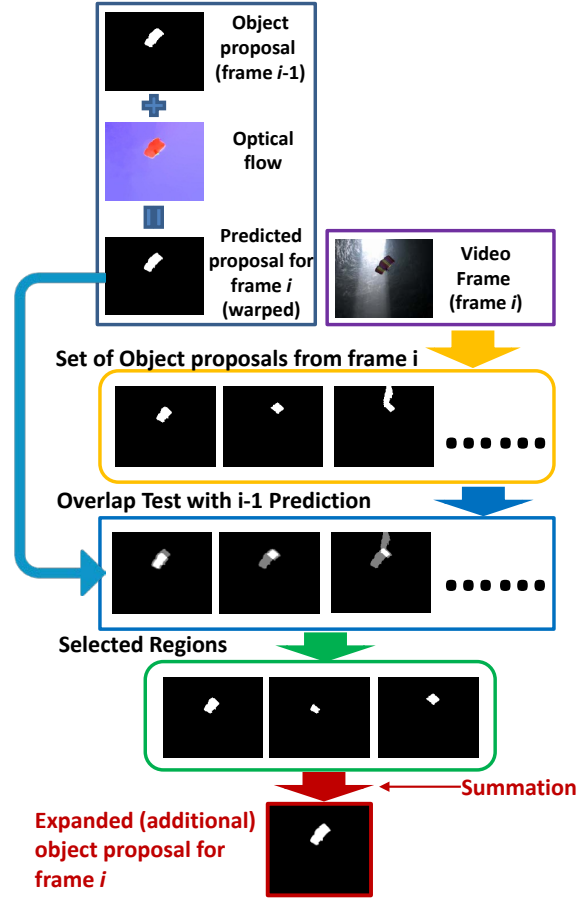 Object
proposal
(frame i-1)
Optical
flow
Predicted
proposal for
frame i
(warped)
Video
Frame
(frame i)
Set of Object proposals from frame i
Overlap Test with i-1 Prediction
Selected Regions
Summation
Expanded (additional)
object proposal for
frame i